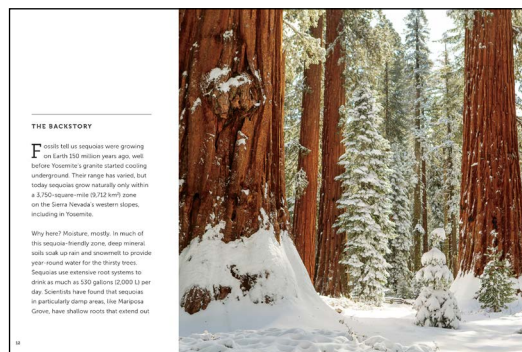 THE BACKSTORY
Fossils tell us sequoias were growing
on Earth 150 million years ago, well
before Yosemite's granite started cooling
underground. Their range has varied, but
today sequoias grow naturally only within
a 3,750-square-mile (9,712 km²) zone
on the Sierra Nevada's western slopes,
including in Yosemite.
Why here? Moisture, mostly. In much of
this sequoia-friendly zone, deep mineral
soils soak up rain and snowmelt to provide
year-round water for the thirsty trees.
Sequoias use extensive root systems to
drink as much as 530 gallons (2,000 L) per
day. Scientists have found that sequoias
in particularly damp areas, like Mariposa
Grove, have shallow roots that extend out